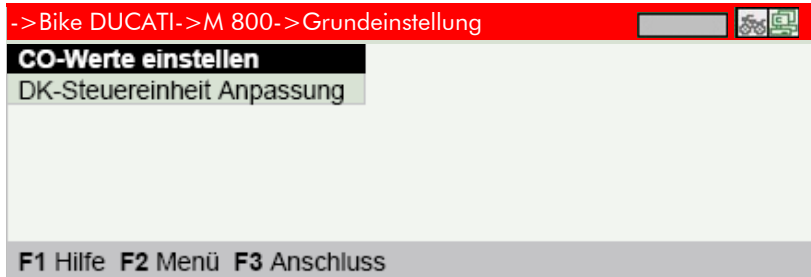 ->Bike DUCATI->M 800->Grundeinstellung
CO-Werte einstellen
DK-Steuereinheit Anpassung
F1 Hilfe F2 Menü F3 Anschluss